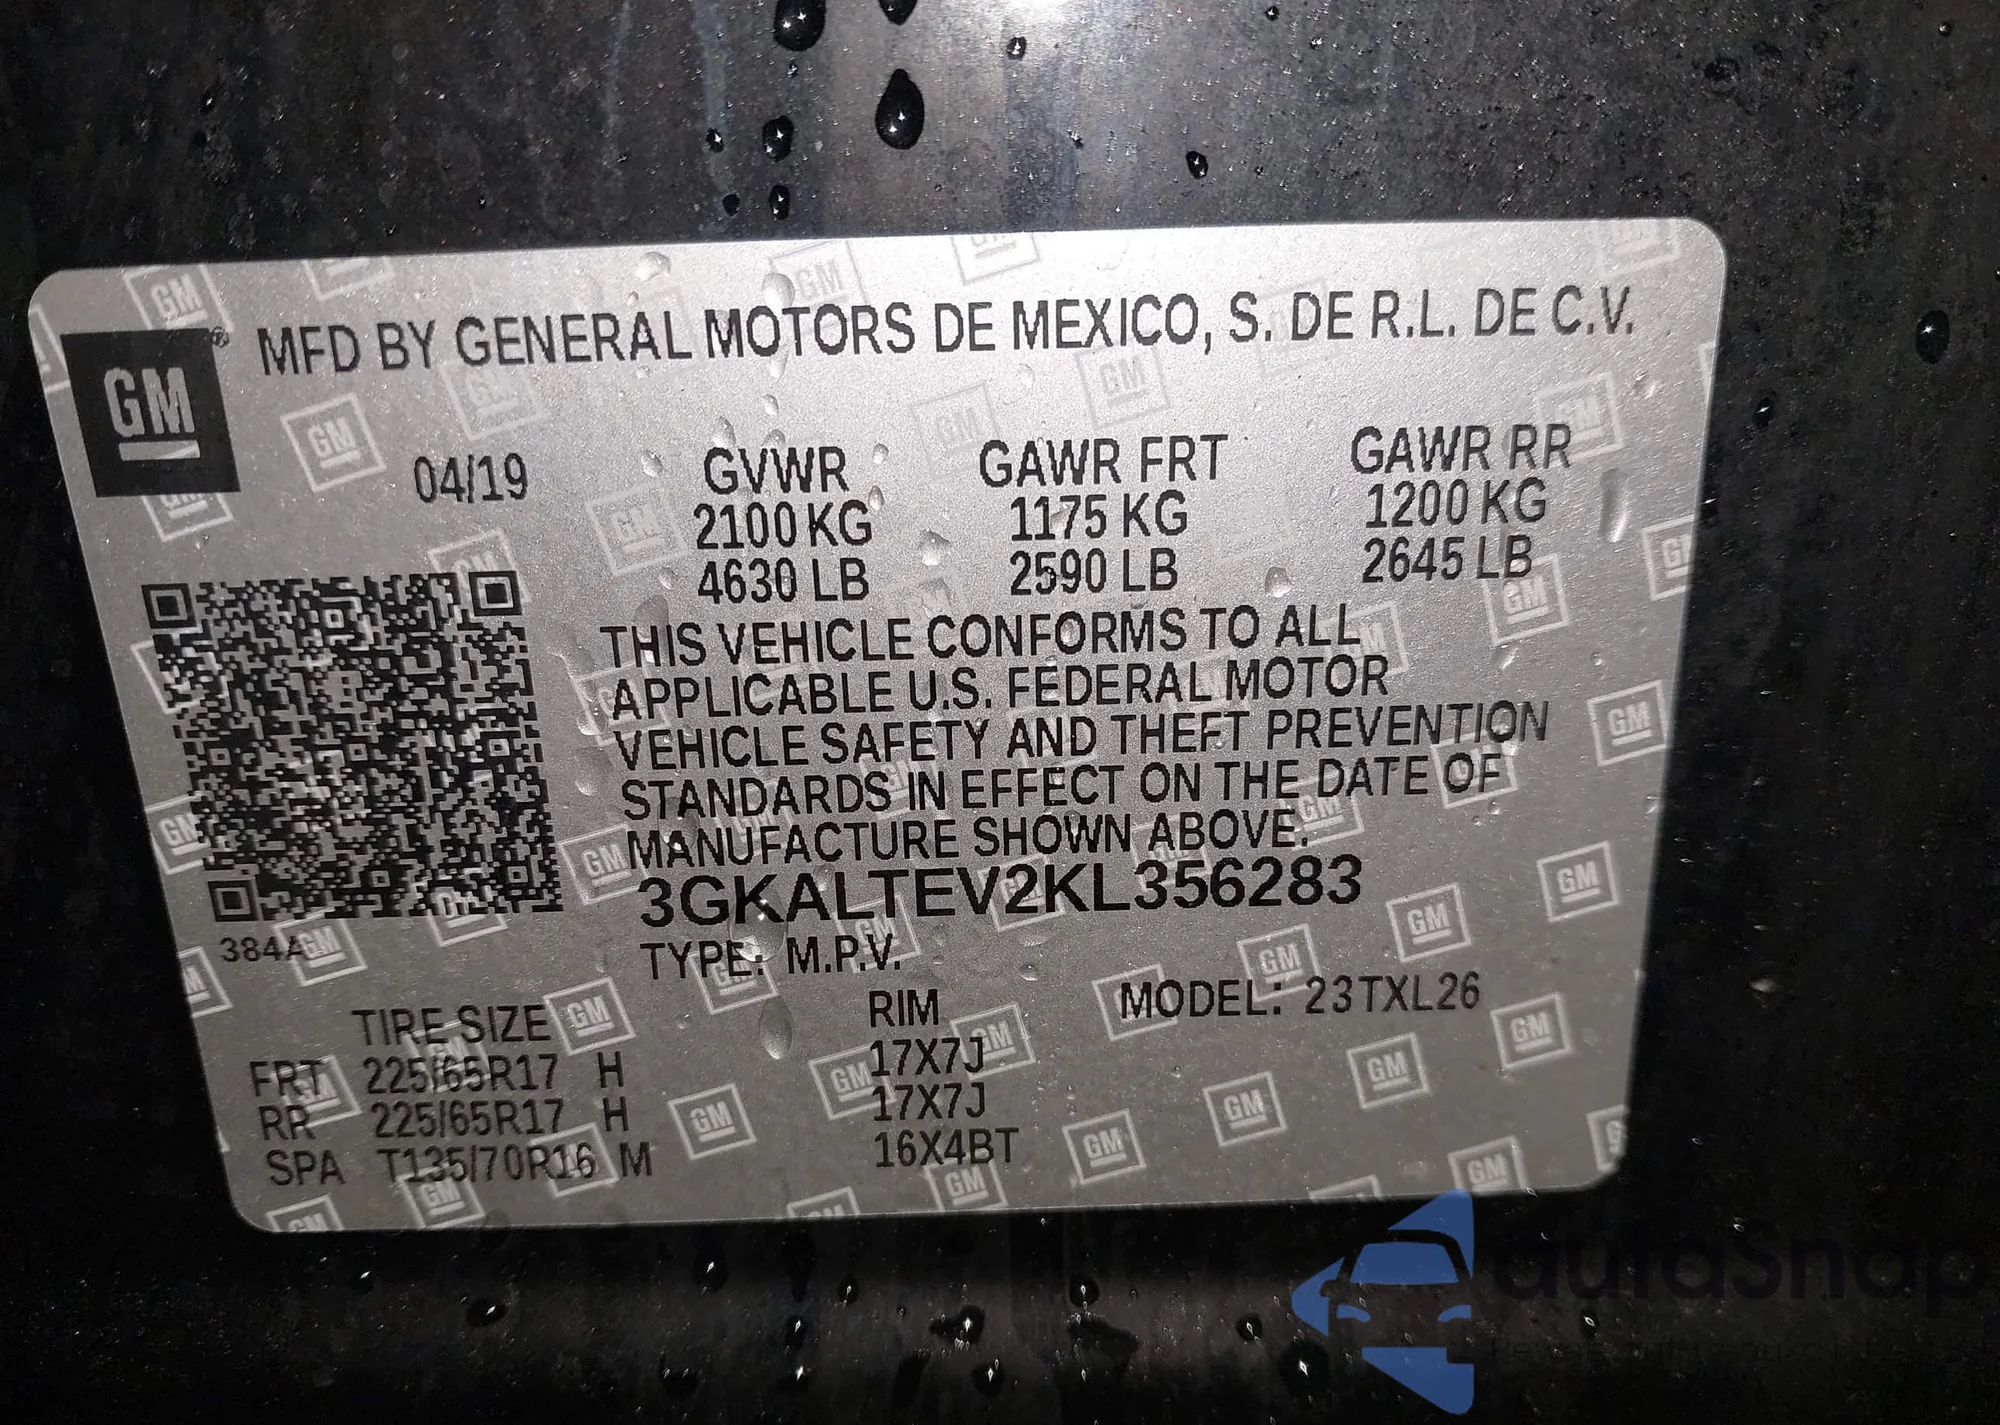 GM ® MFD BY GENERAL MOTORS DE MEXICO, S. DE R.L. DE C.V.
04/19 GVWR GAWR FRT GAWR RR
2100 KG 1175 KG 1200 KG
4630 LB 2590 LB 2645 LB
THIS VEHICLE CONFORMS TO ALL
APPLICABLE U.S. FEDERAL MOTOR
VEHICLE SAFETY AND THEFT PREVENTION
STANDARDS IN EFFECT ON THE DATE OF
MANUFACTURE SHOWN ABOVE.
3GKALTEV2KL356283
384A TYPE: M.P.V.
TIRE SIZE RIM MODEL: 23TXL26
FRT 225/65R17 H 17X7J
RR 225/65R17 H 17X7J
SPA T135/70R16 M 16X4BT
autaSnap